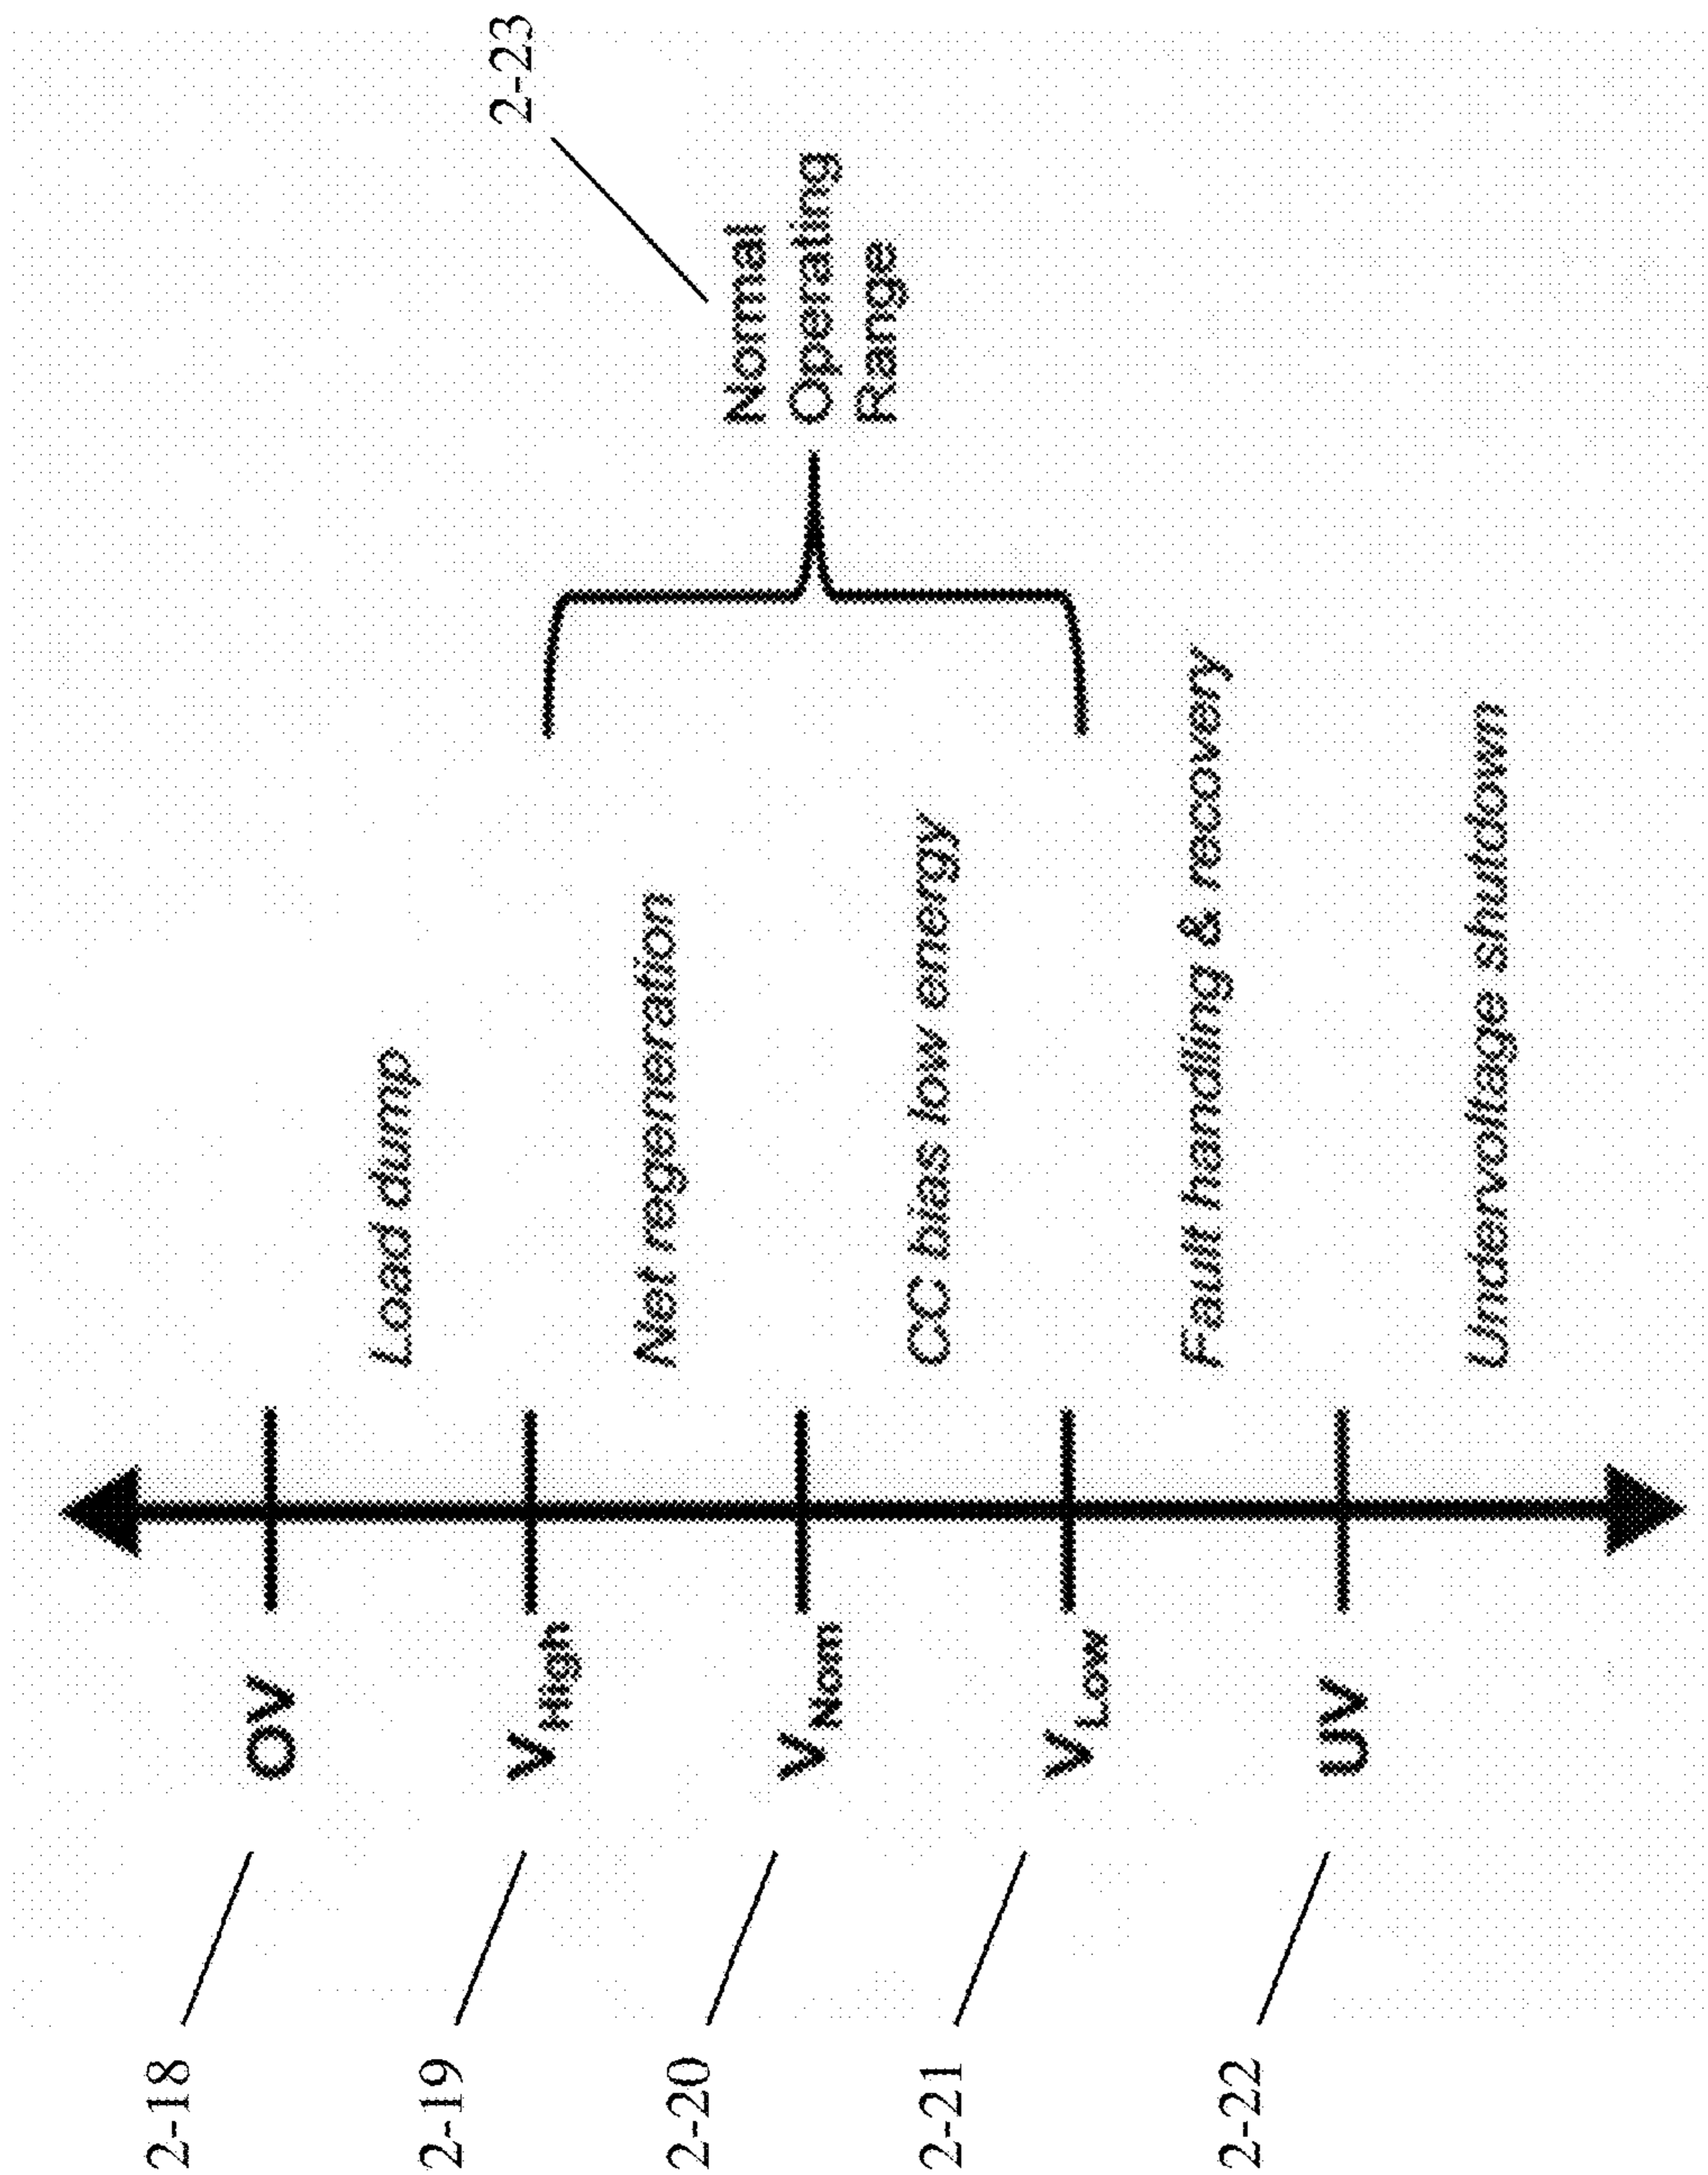 2-18
OV
2-19
VHigh
2-20
VNom
2-21
VLow
2-22
UV
Load dump
Net regeneration
CC bias low energy
Fault handling & recovery
Undervoltage shutdown
Normal
Operating
Range
2-23